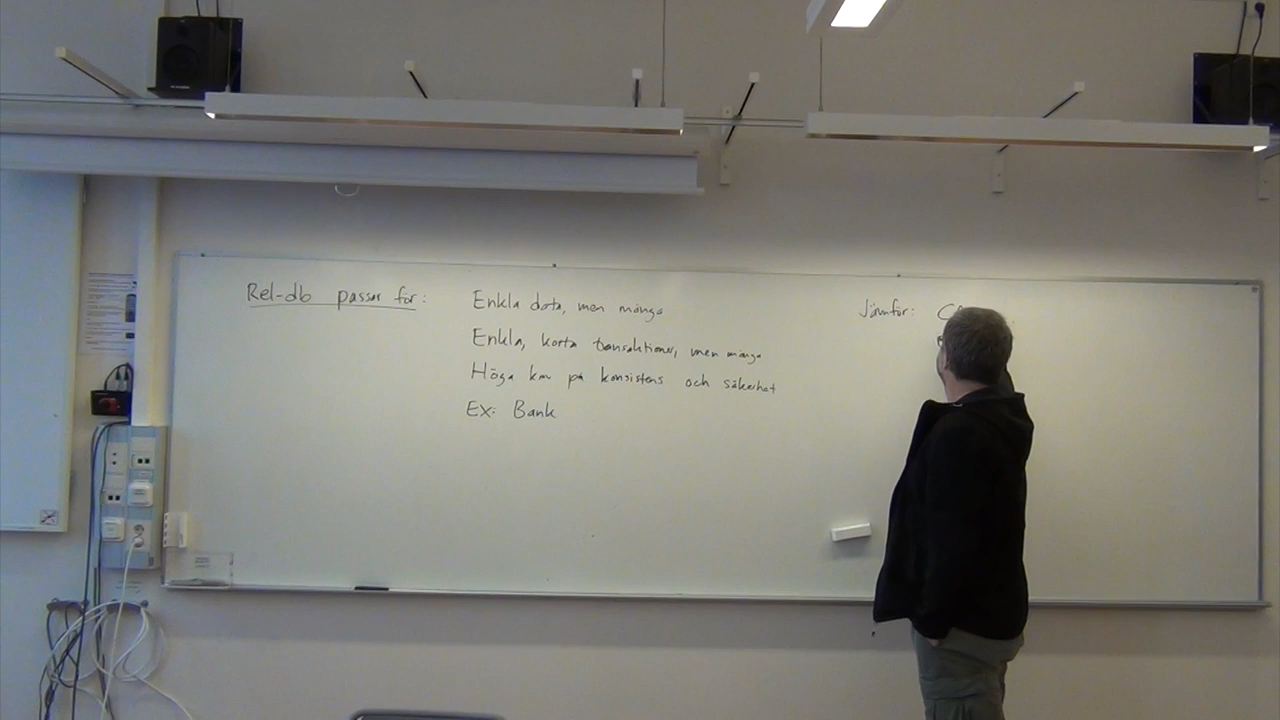 Rel-db passar för:
Enkla data, men många
Enkla, korta transaktioner, men många
Höga krav på konsistens och säkerhet
Ex: Bank
Jämför: